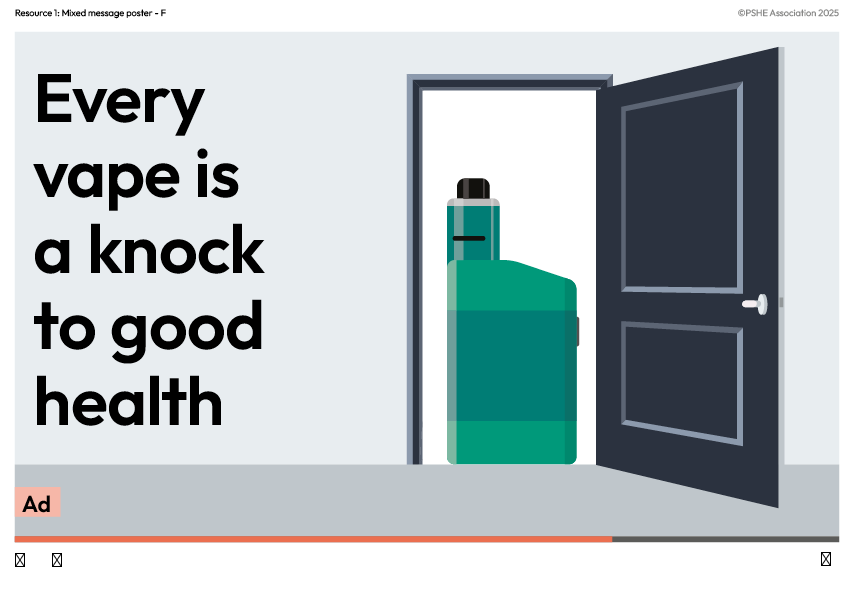 Resource 1: Mixed message poster - F
©PSHE Association 2025
Every
vape is
a knock
to good
health
Ad